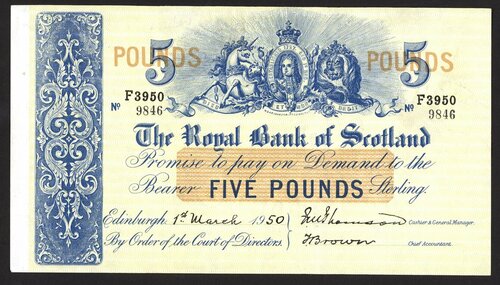 5 POUNDS POUNDS 5
F3950 F3950
Nº 9846 Nº 9846
The Royal Bank of Scotland
Promise to pay on Demand to the
Bearer FIVE POUNDS Sterling.
Edinburgh, 1st March 1950 Cashier & General Manager.
By Order of the Court of Directors Brown Chief Accountant.